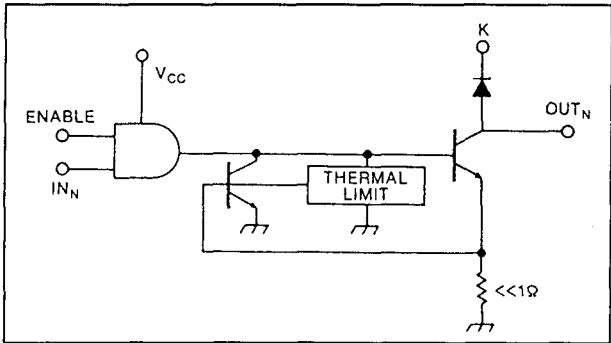 K
V_CC
ENABLE
OUT_N
IN_N
THERMAL
LIMIT
<<1Ω